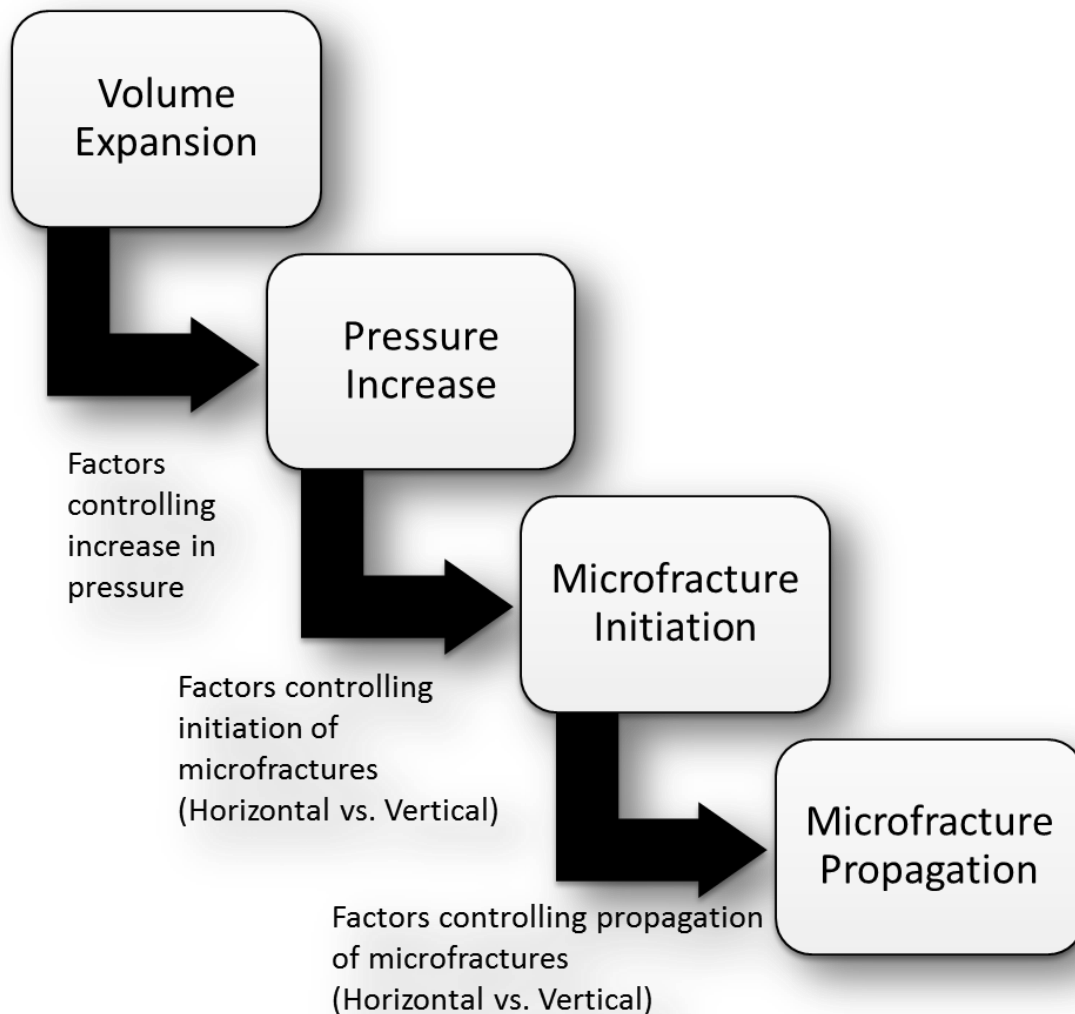 Volume
Expansion
Pressure
Increase
Factors
controlling
increase in
pressure
Microfracture
Initiation
Factors controlling
initiation of
microfractures
(Horizontal vs. Vertical)
Microfracture
Propagation
Factors controlling propagation
of microfractures
(Horizontal vs. Vertical)